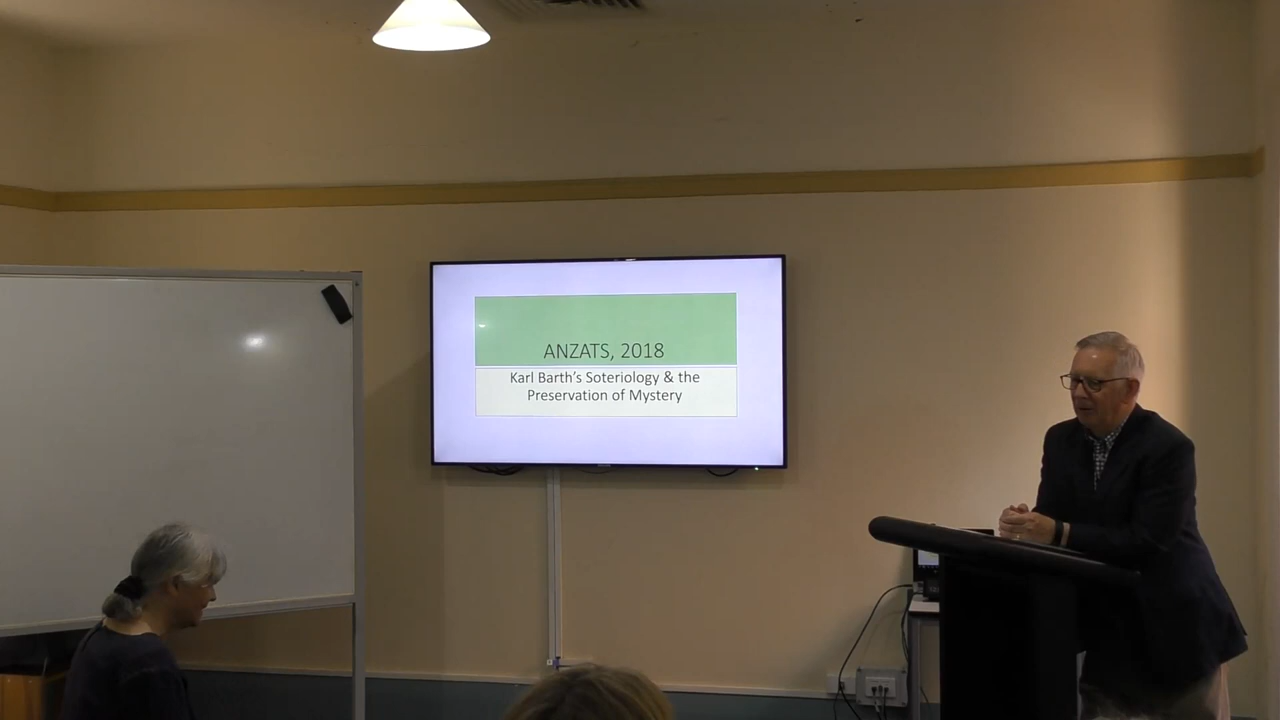 ANZATS, 2018
Karl Barth's Soteriology & the
Preservation of Mystery